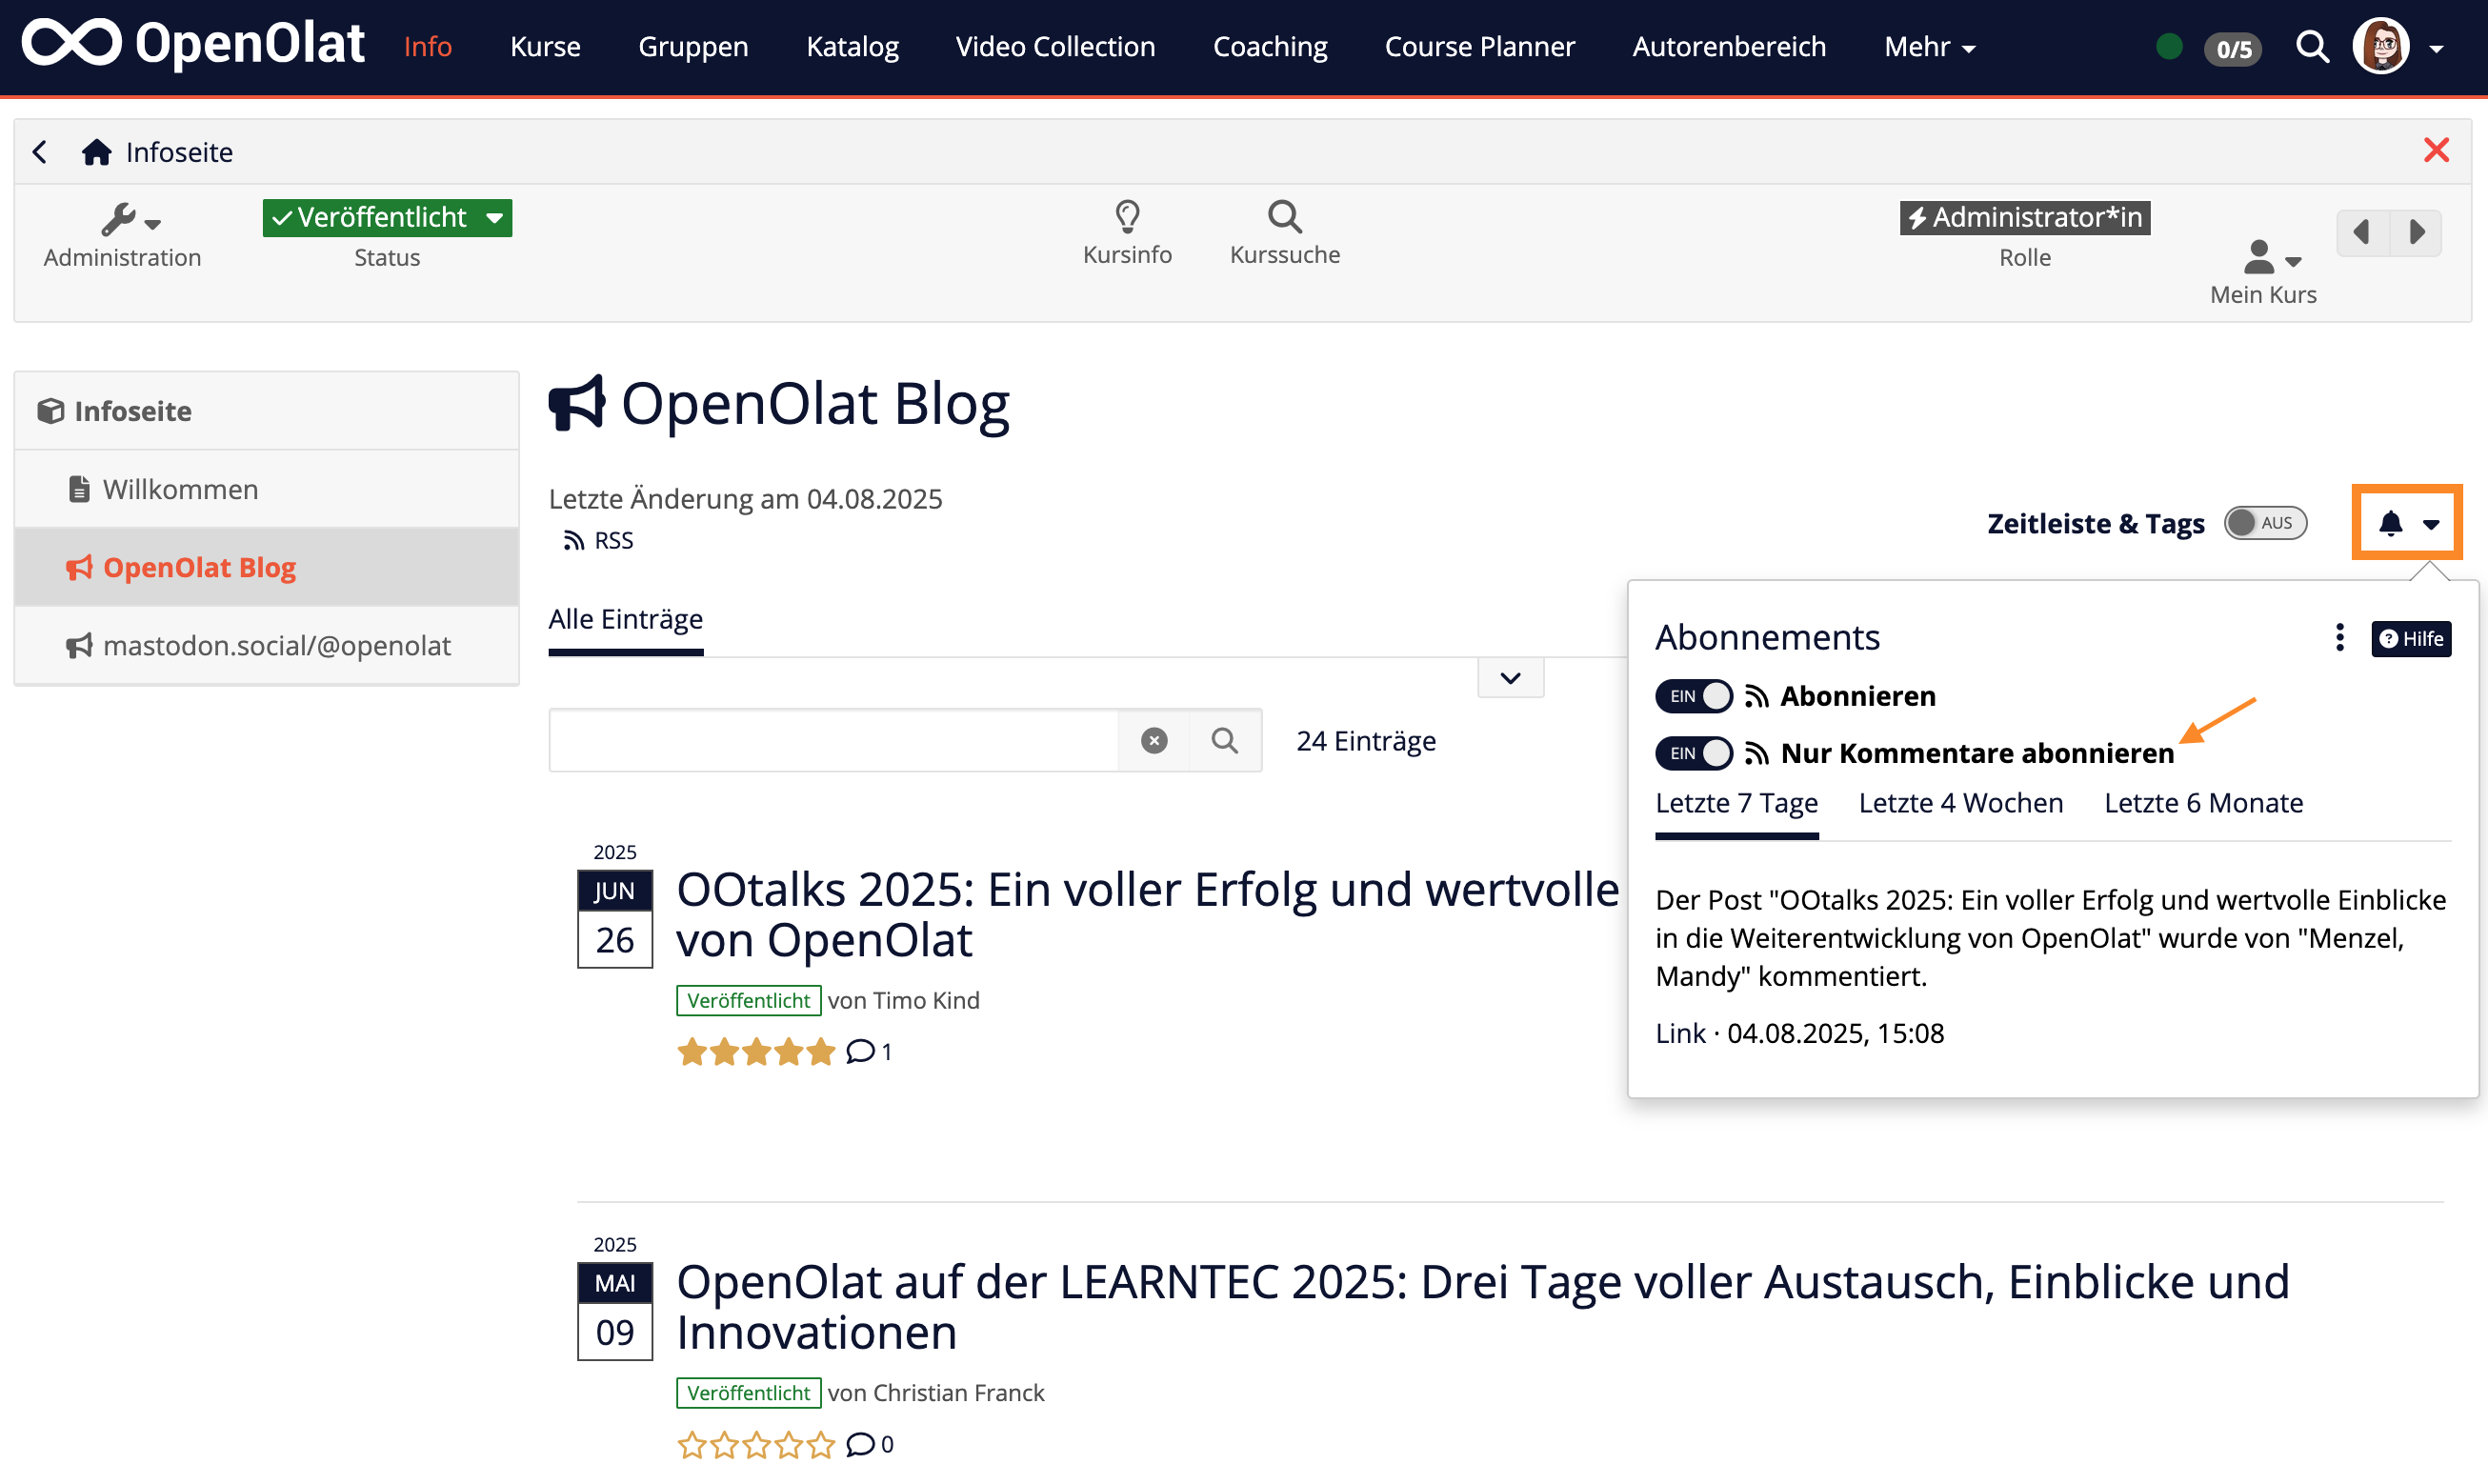 OpenOlat Info Kurse Gruppen Katalog Video Collection Coaching Course Planner Autorenbereich Mehr 0/5
Infoseite
Veröffentlicht
Administrator*in
Administration Status Kursinfo Kurssuche Rolle
Mein Kurs
Infoseite
Willkommen
OpenOlat Blog
mastodon.social/@openolat
OpenOlat Blog
Letzte Änderung am 04.08.2025
RSS
Zeitleiste & Tags AUS
Alle Einträge
24 Einträge
Abonnements Hilfe
EIN Abonnieren
EIN Nur Kommentare abonnieren
Letzte 7 Tage Letzte 4 Wochen Letzte 6 Monate
Der Post "OOtalks 2025: Ein voller Erfolg und wertvolle Einblicke
in die Weiterentwicklung von OpenOlat" wurde von "Menzel,
Mandy" kommentiert.
Link · 04.08.2025, 15:08
2025
JUN
26
OOtalks 2025: Ein voller Erfolg und wertvolle
von OpenOlat
Veröffentlicht von Timo Kind
1
2025
MAI
09
OpenOlat auf der LEARNTEC 2025: Drei Tage voller Austausch, Einblicke und
Innovationen
Veröffentlicht von Christian Franck
0